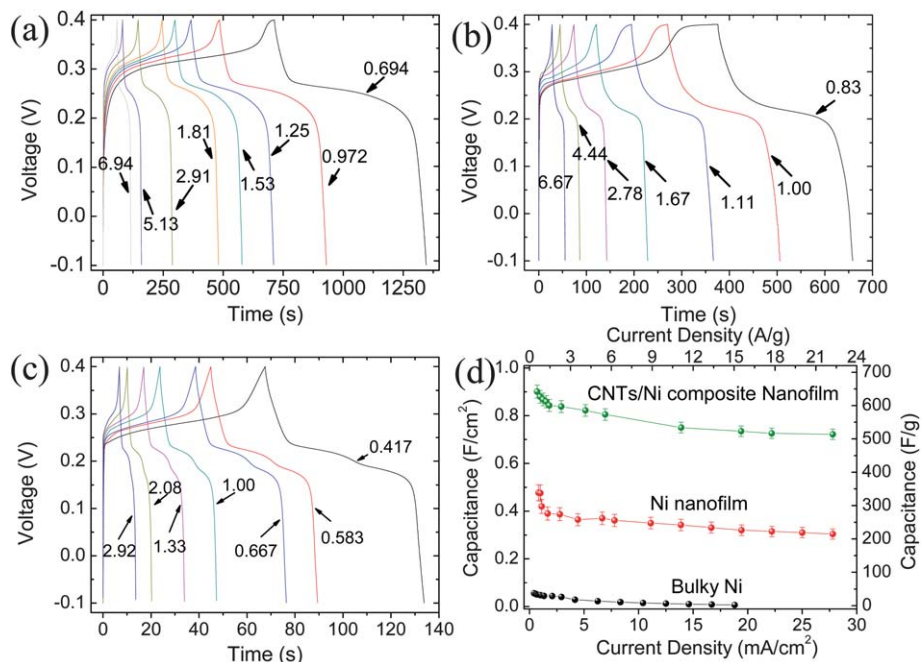 (a)
0.4
0.3
0.2
0.1
0.0
-0.1
Voltage (V)
0.694
6.94
5.13
2.91
1.81
1.53
1.25
0.972
0 250 500 750 1000 1250
Time (s)
(b)
0.4
0.3
0.2
0.1
0.0
-0.1
Voltage (V)
0.83
6.67
4.44
2.78
1.67
1.11
1.00
0 100 200 300 400 500 600 700
Time (s)
(c)
0.4
0.3
0.2
0.1
0.0
-0.1
Voltage (V)
0.417
2.92
2.08
1.33
1.00
0.667
0.583
0 20 40 60 80 100 120 140
Time (s)
Current Density (A/g)
0 3 6 9 12 15 18 21 24
(d)
1.0
0.8
0.6
0.4
0.2
0.0
Capacitance (F/cm²)
CNTs/Ni composite Nanofilm
Ni nanofilm
Bulky Ni
700
600
500
400
300
200
100
0
Capacitance (F/g)
0 5 10 15 20 25 30
Current Density (mA/cm²)